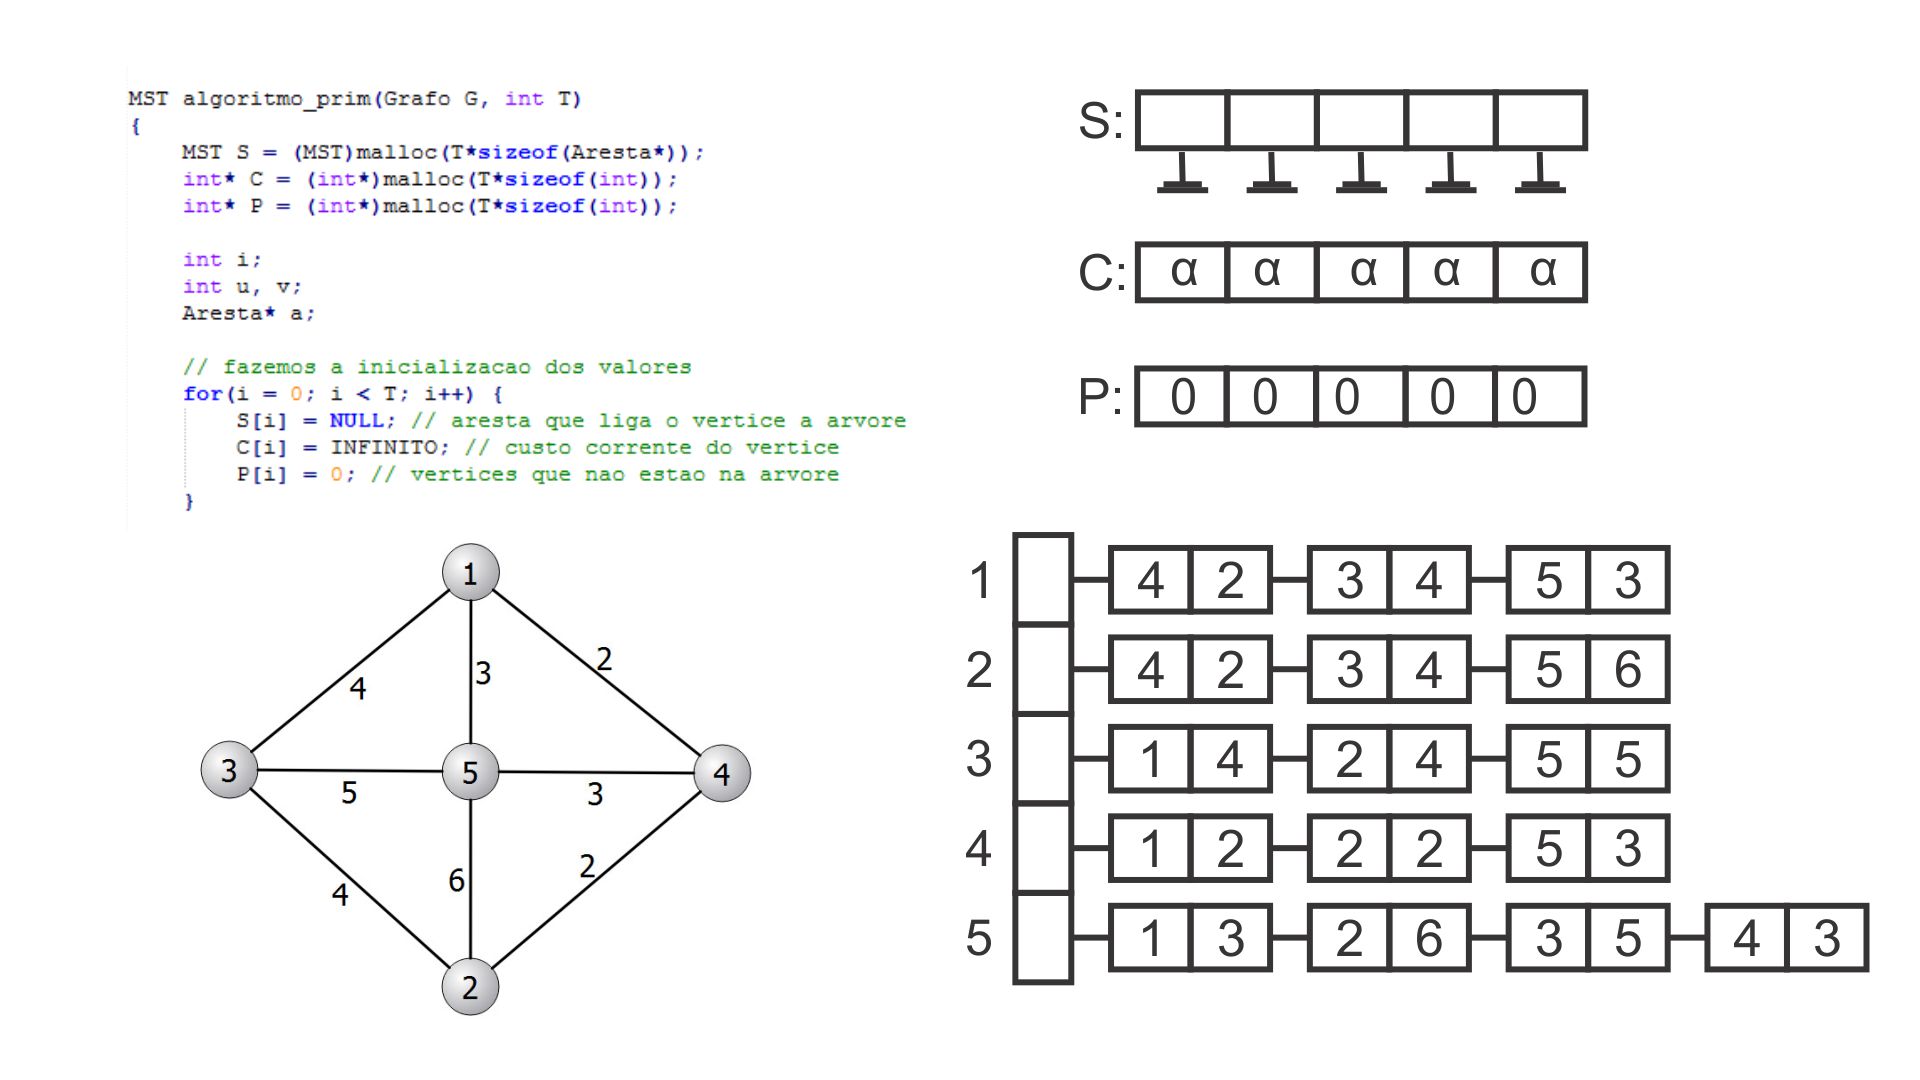 MST algoritmo_prim(Grafo G, int T)
{
MST S = (MST)malloc(T*sizeof(Aresta*));
int* C = (int*)malloc(T*sizeof(int));
int* P = (int*)malloc(T*sizeof(int));
int i;
int u, v;
Aresta* a;
// fazemos a inicializacao dos valores
for(i = 0; i < T; i++) {
S[i] = NULL; // aresta que liga o vertice a arvore
C[i] = INFINITO; // custo corrente do vertice
P[i] = 0; // vertices que nao estao na arvore
}
S:
C: α α α α α
P: 0 0 0 0 0
1
4 3 2
3 5 4
5 3
4 6 2
2
1 4 2 3 4 5 3
2 4 2 3 4 5 6
3 1 4 2 4 5 5
4 1 2 2 2 5 3
5 1 3 2 6 3 5 4 3